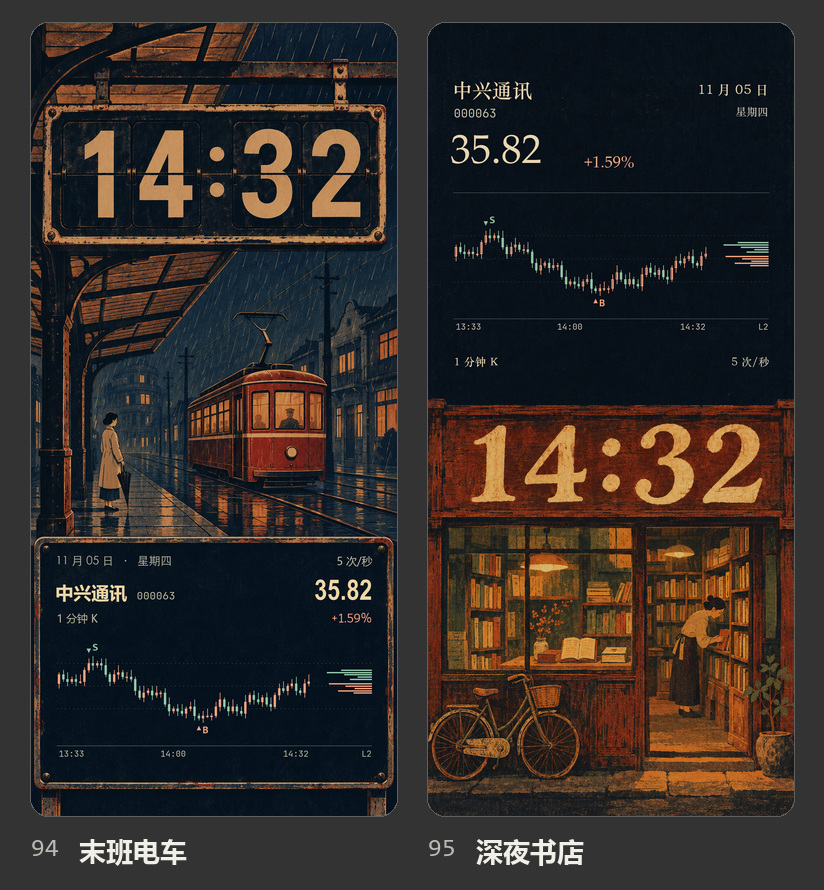 14:32
11 月 05 日 · 星期四 5 次/秒
中兴通讯 000063 35.82
1 分钟 K +1.59%
S
B
13:33 14:00 14:32 L2
94 末班电车
中兴通讯 11 月 05 日
000063 星期四
35.82 +1.59%
S
B
13:33 14:00 14:32 L2
1 分钟 K 5 次/秒
14:32
95 深夜书店